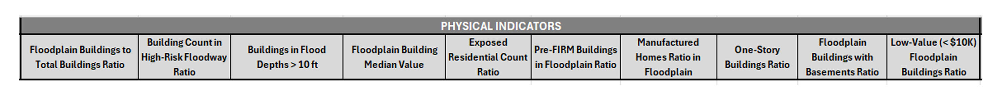 PHYSICAL INDICATORS
Floodplain Buildings to
Total Buildings Ratio
Building Count in
High-Risk Floodway
Ratio
Buildings in Flood
Depths > 10 ft
Floodplain Building
Median Value
Exposed
Residential Count
Ratio
Pre-FIRM Buildings
in Floodplain Ratio
Manufactured
Homes Ratio in
Floodplain
One-Story
Buildings Ratio
Floodplain
Buildings with
Basements Ratio
Low-Value (< $10K)
Floodplain
Buildings Ratio